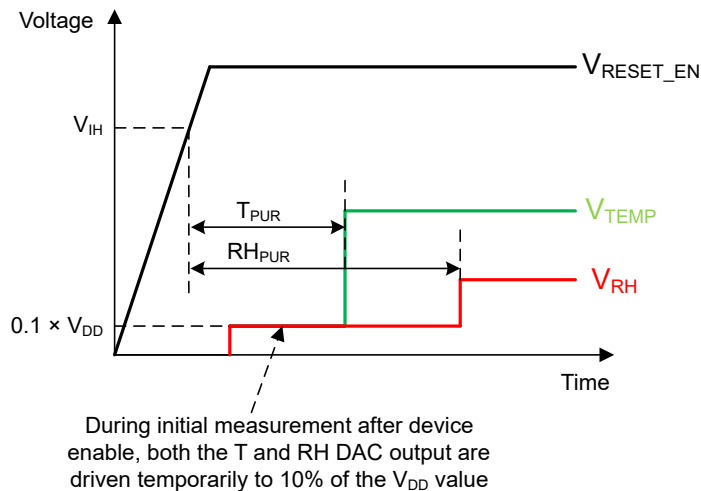 Voltage
V_RESET_EN
V_IH
T_PUR
V_TEMP
RH_PUR
V_RH
0.1 × V_DD
Time
During initial measurement after device
enable, both the T and RH DAC output are
driven temporarily to 10% of the V_DD value